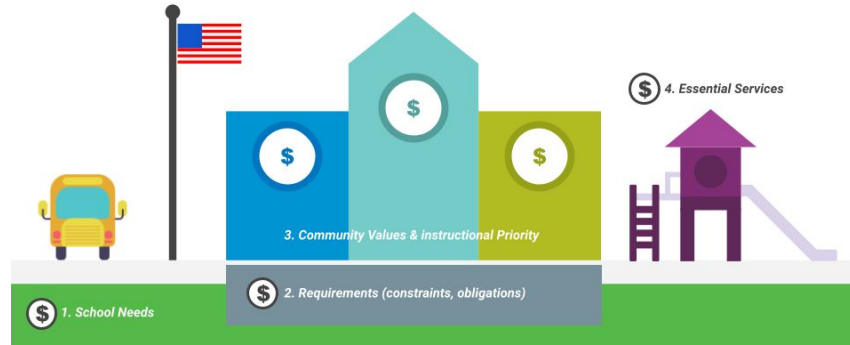 $
$
$
$ 4. Essential Services
3. Community Values & instructional Priority
$ 2. Requirements (constraints, obligations)
$ 1. School Needs